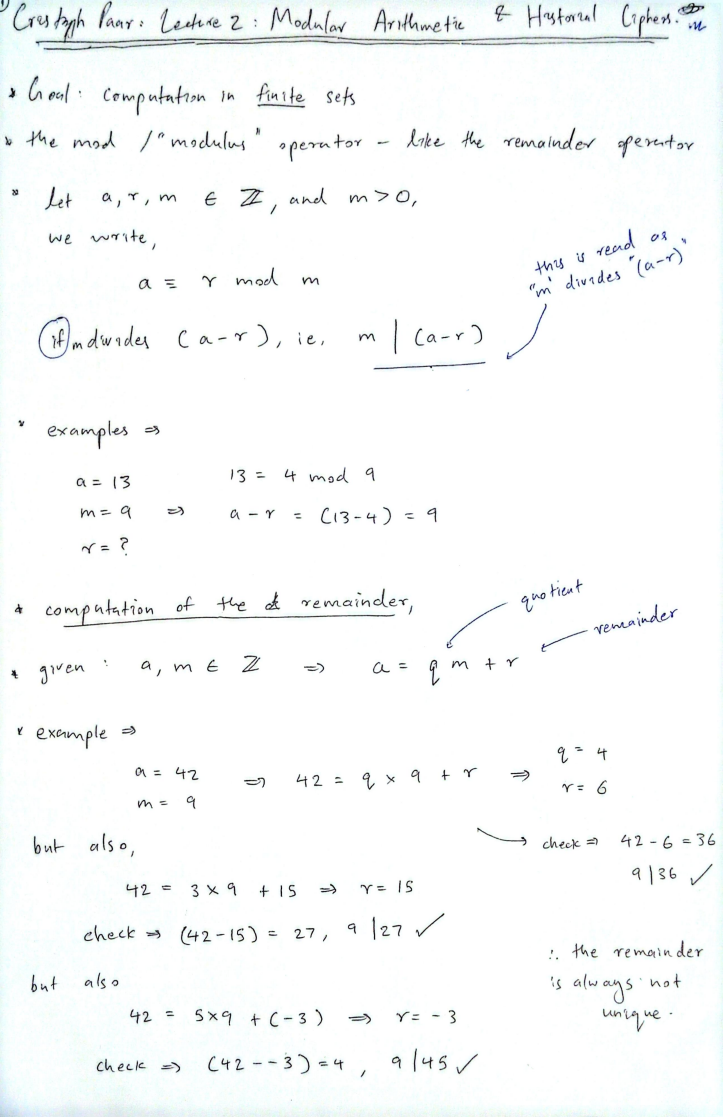 Crestoph Paar: Lecture 2: Modular Arithmetic & Historical Ciphers.
* Goal: computation in finite sets
* the mod / "modulus" operator - like the remainder operator
* Let a, r, m ∈ ℤ, and m > 0,
we write,
a ≡ r mod m
this is read as
"m divides "(a-r)"
if m divides (a-r), ie, m | (a-r)
* examples ⇒
a = 13 13 = 4 mod 9
m = 9 ⇒ a - r = (13-4) = 9
r = ?
* computation of the remainder,
quotient
remainder
* given : a, m ∈ ℤ ⇒ a = q m + r
* example ⇒
a = 42 ⇒ 42 = q × 9 + r ⇒ q = 4
m = 9 r = 6
but also, check ⇒ 42 - 6 = 36
9|36 ✓
42 = 3 × 9 + 15 ⇒ r = 15
check ⇒ (42-15) = 27, 9 |27 ✓
∴ the remainder
is always not
unique.
but also
42 = 5×9 + (-3) ⇒ r = -3
check ⇒ (42--3) = 4, 9 |45 ✓